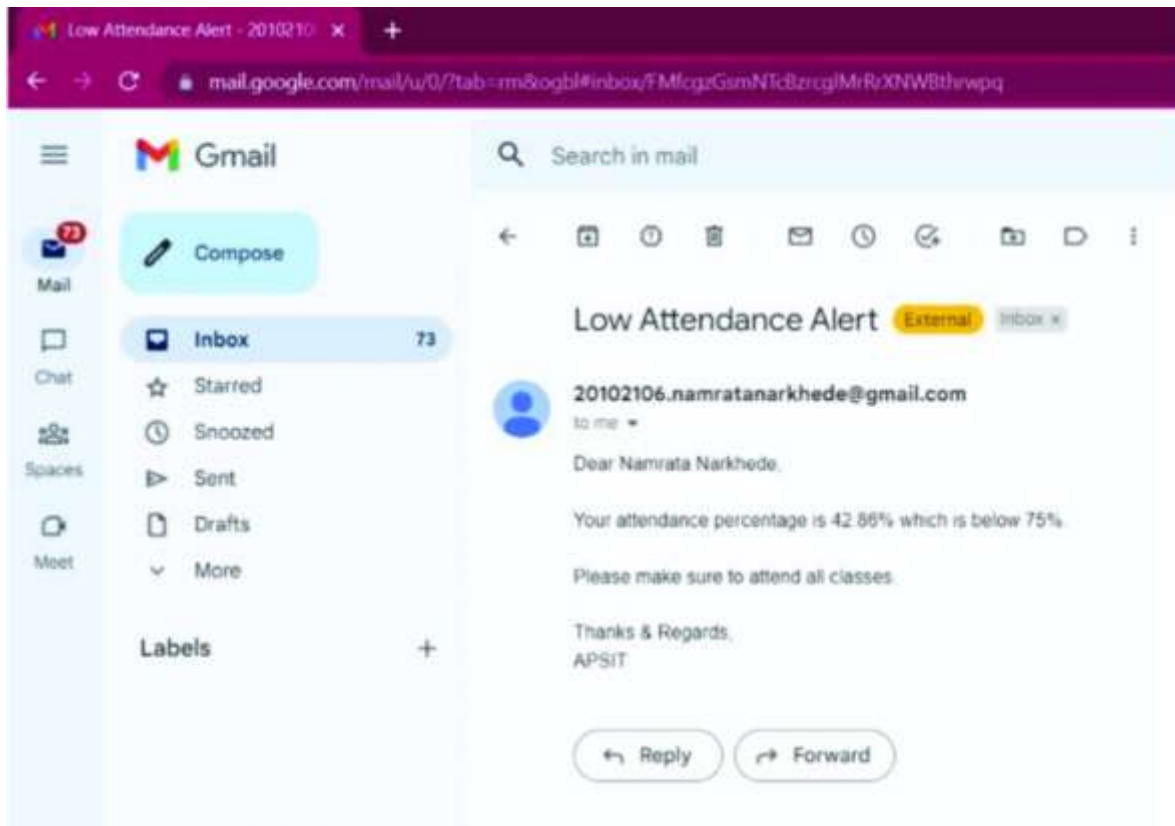 Low Attendance Alert - 2010210
mail.google.com/mail/u/0/?tab=rm&ogbl#inbox/FMfcgzGsmNTcBzrcglMrRrXNWBthrwpq
Gmail
Search in mail
73
Mail
Compose
Inbox 73
Chat
Starred
Snoozed
Spaces
Sent
Drafts
Meet
More
Labels
Low Attendance Alert External Inbox x
20102106.namratanarkhede@gmail.com
to me
Dear Namrata Narkhede,
Your attendance percentage is 42.86% which is below 75%.
Please make sure to attend all classes.
Thanks & Regards,
APSIT
Reply
Forward